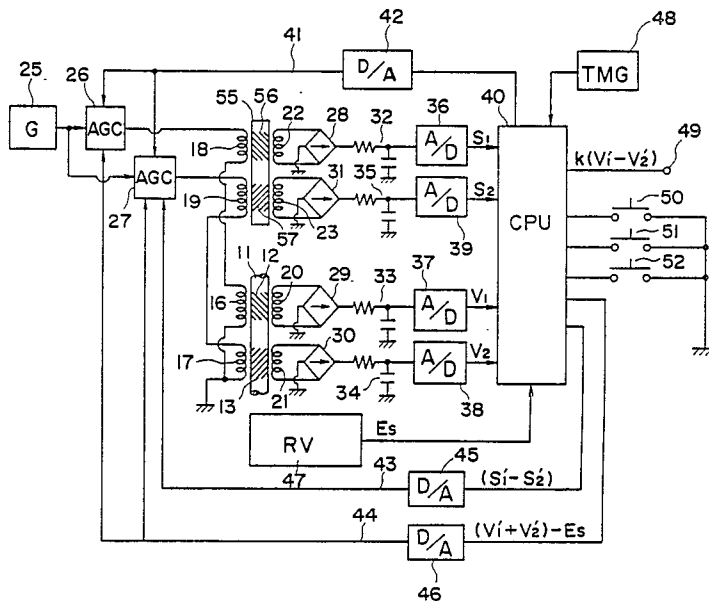 42
41
48
25
26
D/A
TMG
55
56
28
32
36
40
G
AGC
22
A/D
S1
49
k(V1'-V2')
18
31
35
50
AGC
A/D
S2
CPU
51
27
19
57
23
39
52
11
12
29
33
37
16
20
A/D
V1
30
17
A/D
V2
13
21
34
38
RV
Es
45
47
43
D/A
(S1'-S2')
44
D/A
(V1'+V2')-Es
46